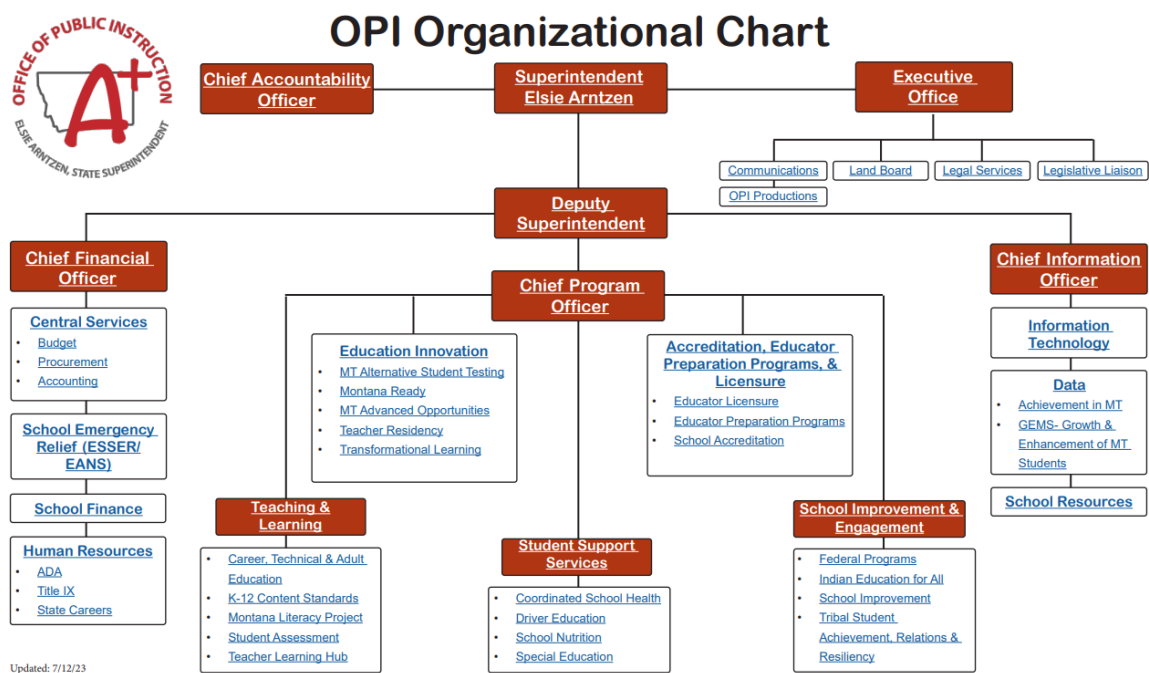 OPI Organizational Chart
OFFICE OF PUBLIC INSTRUCTION
A+
ELSIE ARNTZEN, STATE SUPERINTENDENT
Chief Accountability
Officer
Superintendent
Elsie Arntzen
Executive
Office
Communications
Land Board
Legal Services
Legislative Liaison
OPI Productions
Deputy
Superintendent
Chief Financial
Officer
Central Services
• Budget
• Procurement
• Accounting
School Emergency
Relief (ESSER/
EANS)
School Finance
Human Resources
• ADA
• Title IX
• State Careers
Chief Program
Officer
Education Innovation
• MT Alternative Student Testing
• Montana Ready
• MT Advanced Opportunities
• Teacher Residency
• Transformational Learning
Accreditation, Educator
Preparation Programs, &
Licensure
• Educator Licensure
• Educator Preparation Programs
• School Accreditation
Teaching &
Learning
• Career, Technical & Adult
Education
• K-12 Content Standards
• Montana Literacy Project
• Student Assessment
• Teacher Learning Hub
Student Support
Services
• Coordinated School Health
• Driver Education
• School Nutrition
• Special Education
School Improvement &
Engagement
• Federal Programs
• Indian Education for All
• School Improvement
• Tribal Student
Achievement, Relations &
Resiliency
Chief Information
Officer
Information
Technology
Data
• Achievement in MT
• GEMS- Growth &
Enhancement of MT
Students
School Resources
Updated: 7/12/23